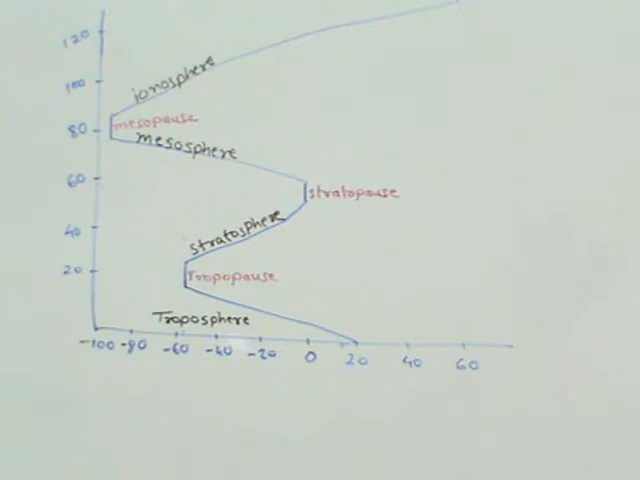 120
ionosphere
100
mesopause
80
mesosphere
60
stratopause
stratosphere
40
20
Tropopause
Troposphere
-100 -80 -60 -40 -20 0 20 40 60